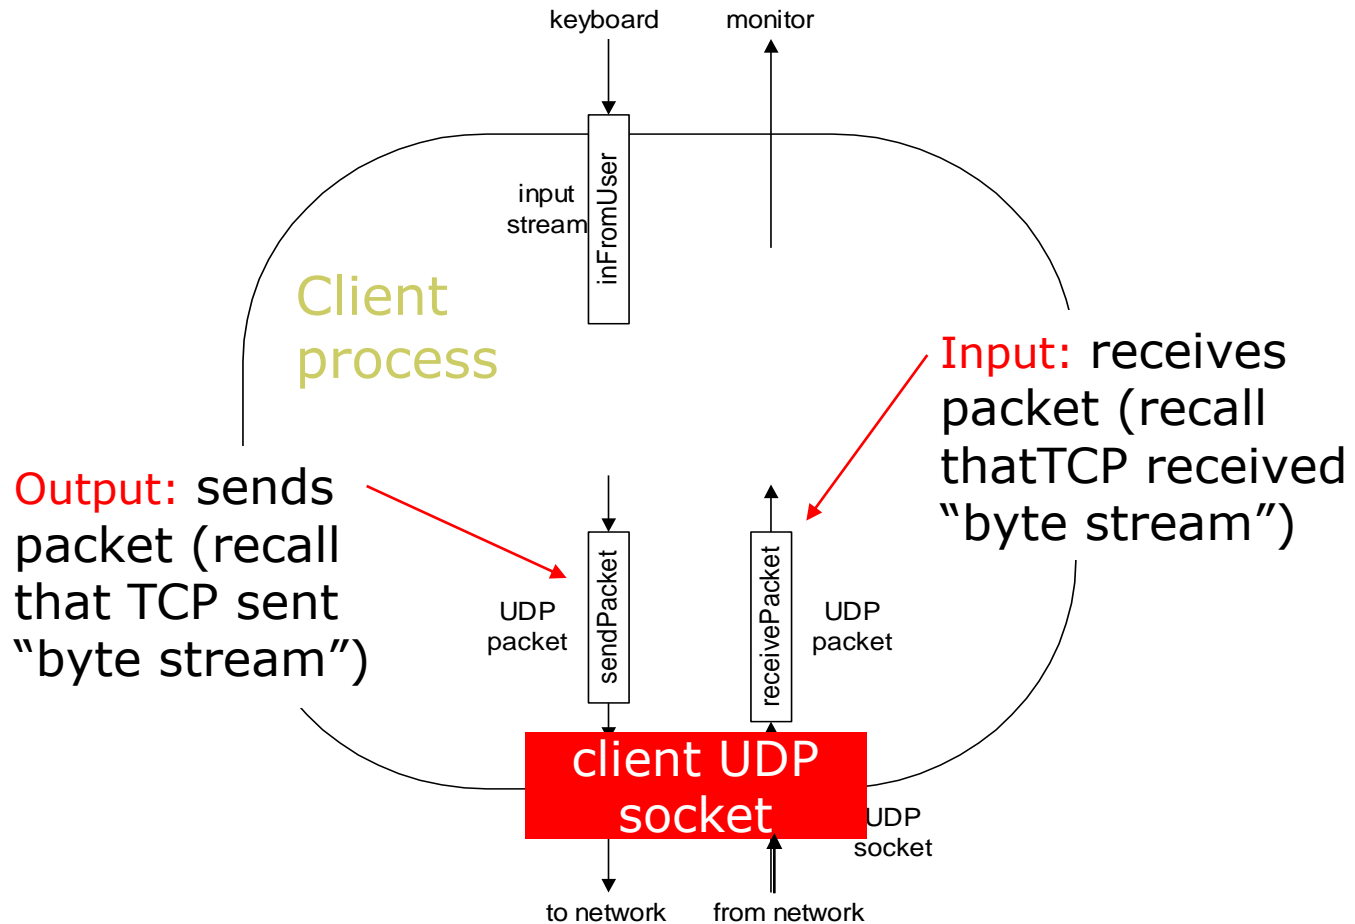 keyboard
monitor
input
stream
inFromUser
Client
process
Input: receives
packet (recall
thatTCP received
“byte stream”)
Output: sends
packet (recall
that TCP sent
“byte stream”)
UDP
packet
sendPacket
receivePacket
UDP
packet
client UDP
socket
UDP
socket
to network
from network